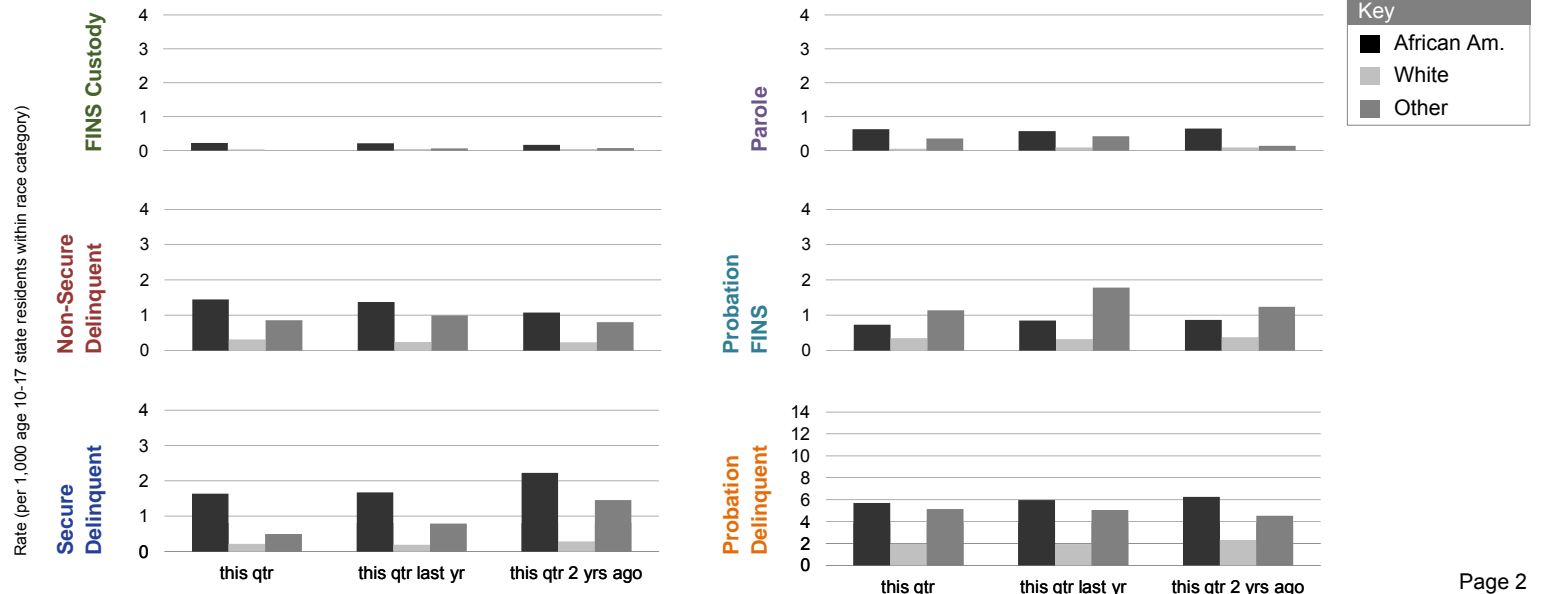 Rate (per 1,000 age 10-17 state residents within race category)
FINS Custody
4
3
2
1
0
Parole
4
3
2
1
0
Key
African Am.
White
Other
Non-Secure
Delinquent
4
3
2
1
0
Probation
FINS
4
3
2
1
0
Secure
Delinquent
4
3
2
1
0
this qtr
this qtr last yr
this qtr 2 yrs ago
Probation
Delinquent
14
12
10
8
6
4
2
0
this qtr
this qtr last yr
this qtr 2 yrs ago
Page 2